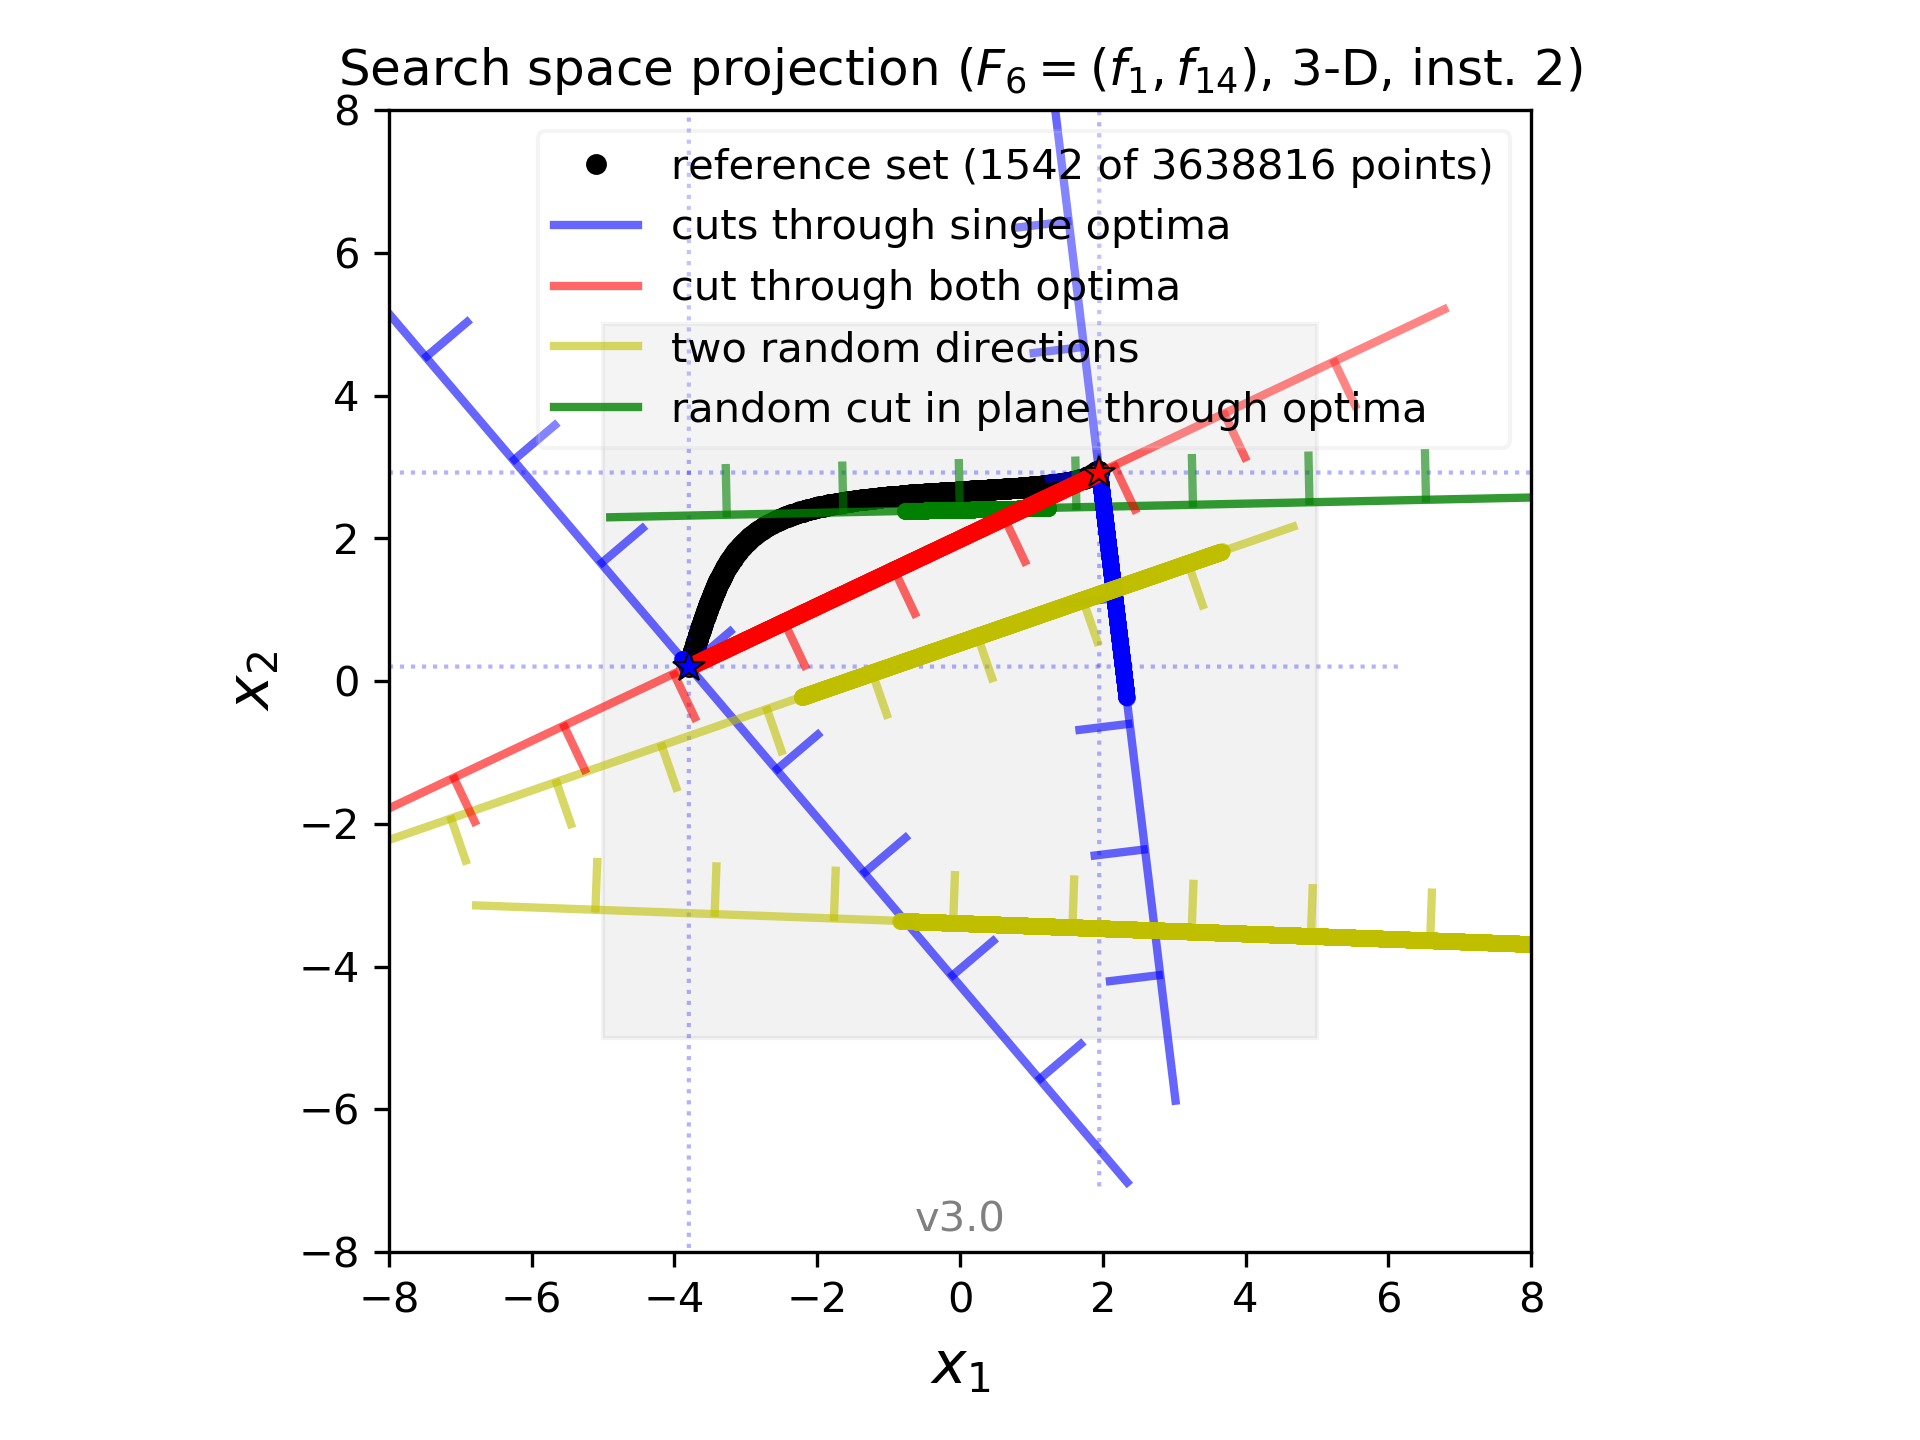 Search space projection (F6 = (f1, f14), 3-D, inst. 2)
8
reference set (1542 of 3638816 points)
cuts through single optima
6
cut through both optima
two random directions
4
random cut in plane through optima
2
x2
0
−2
−4
−6
v3.0
−8
−8 −6 −4 −2 0 2 4 6 8
x1